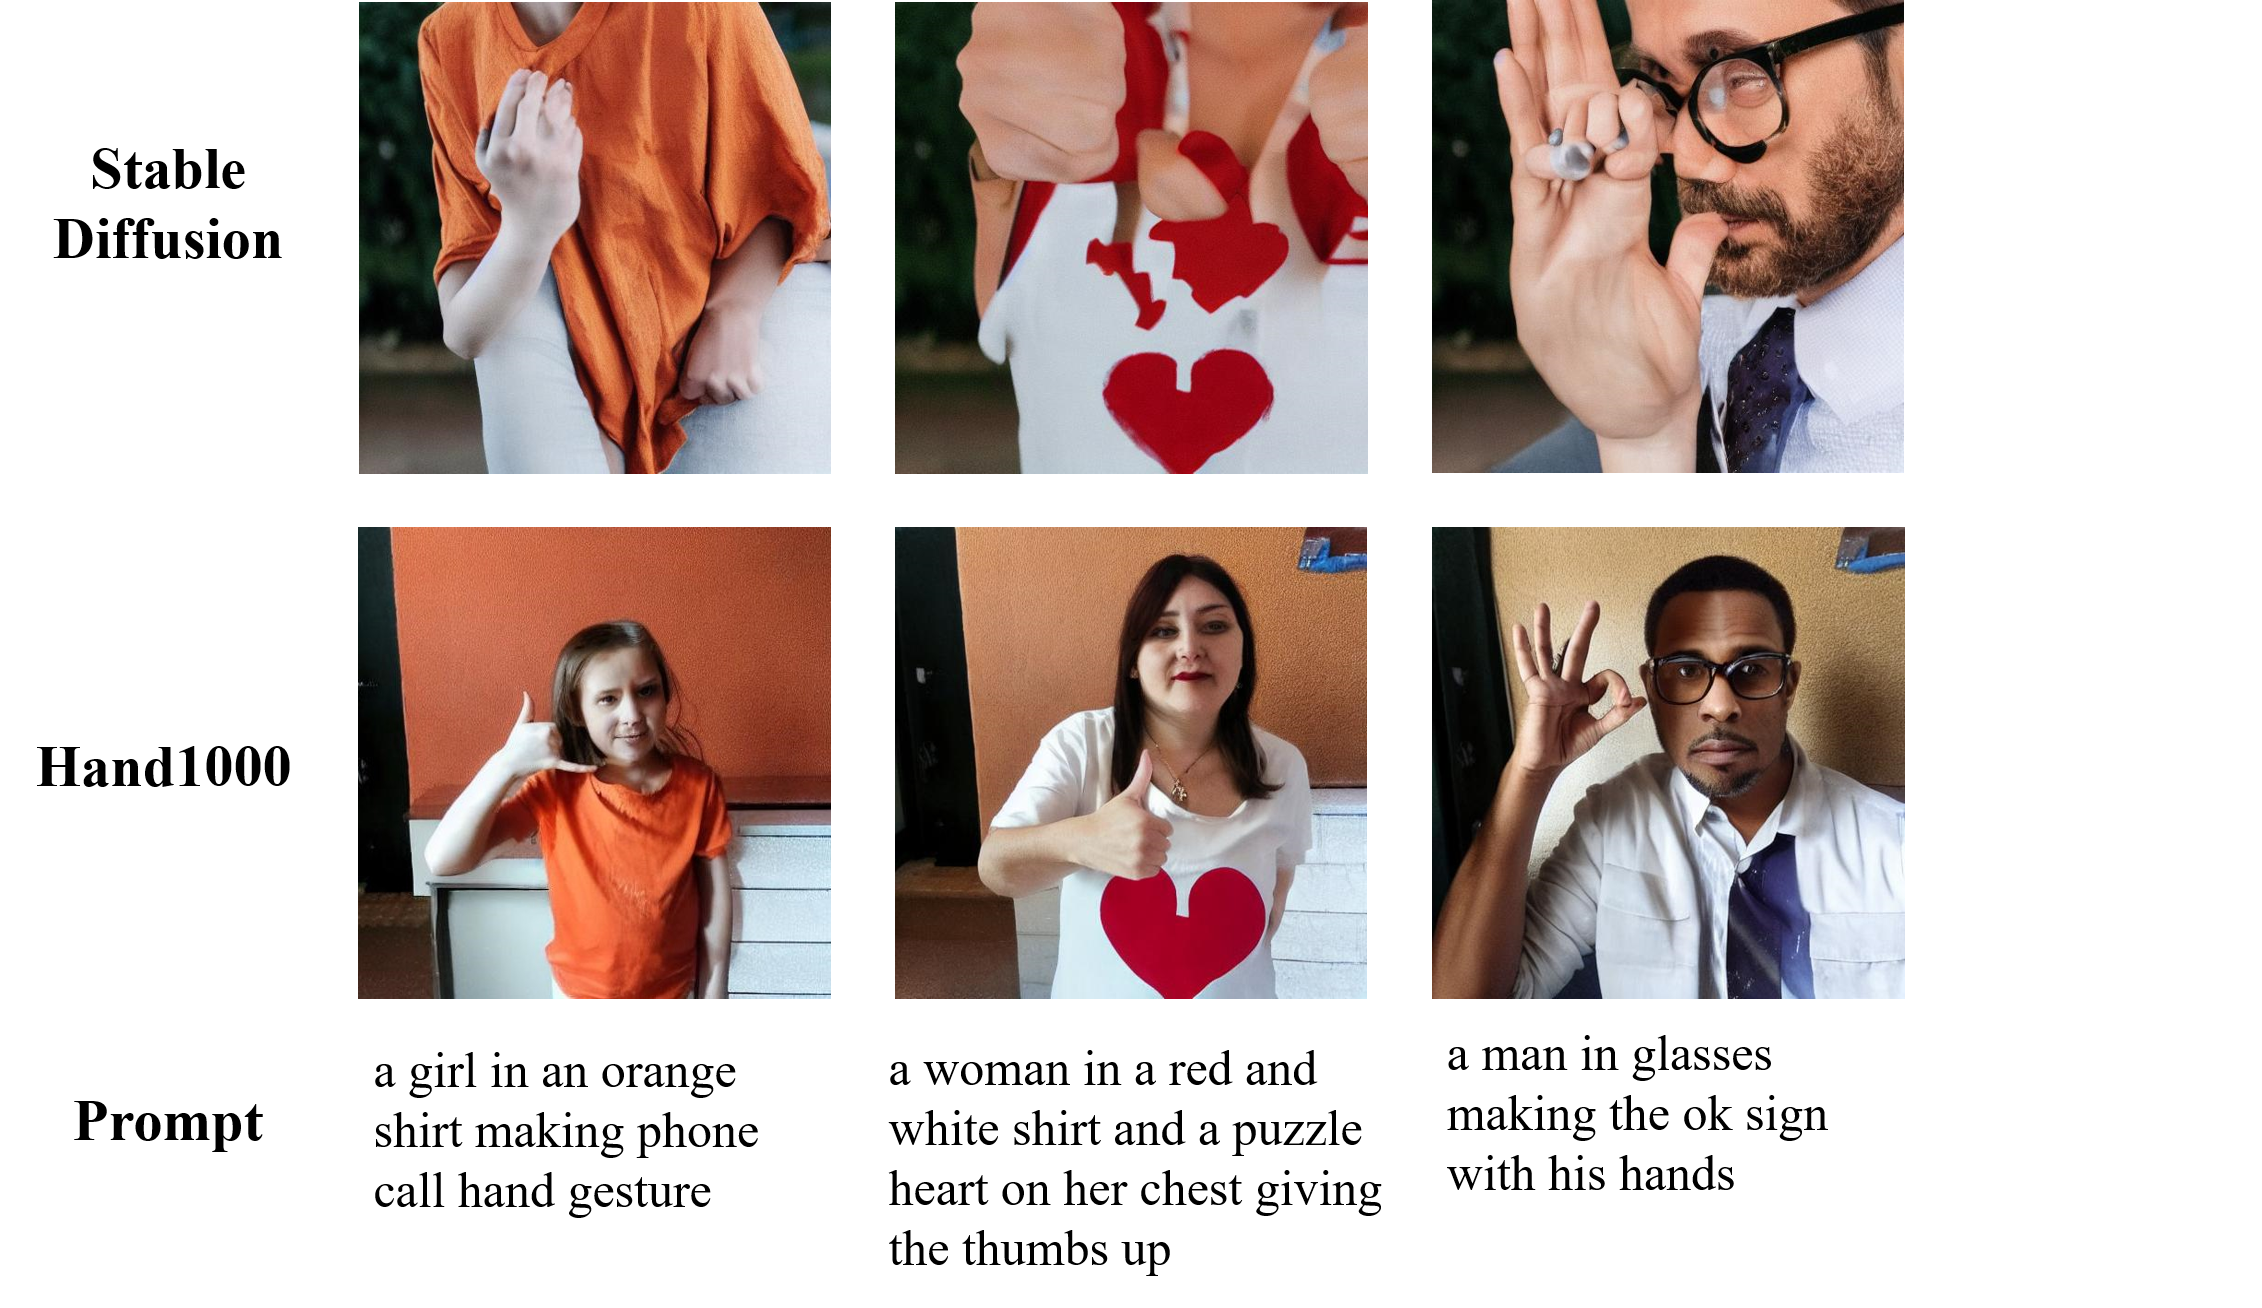 Stable
Diffusion
Hand1000
Prompt
a girl in an orange
shirt making phone
call hand gesture
a woman in a red and
white shirt and a puzzle
heart on her chest giving
the thumbs up
a man in glasses
making the ok sign
with his hands